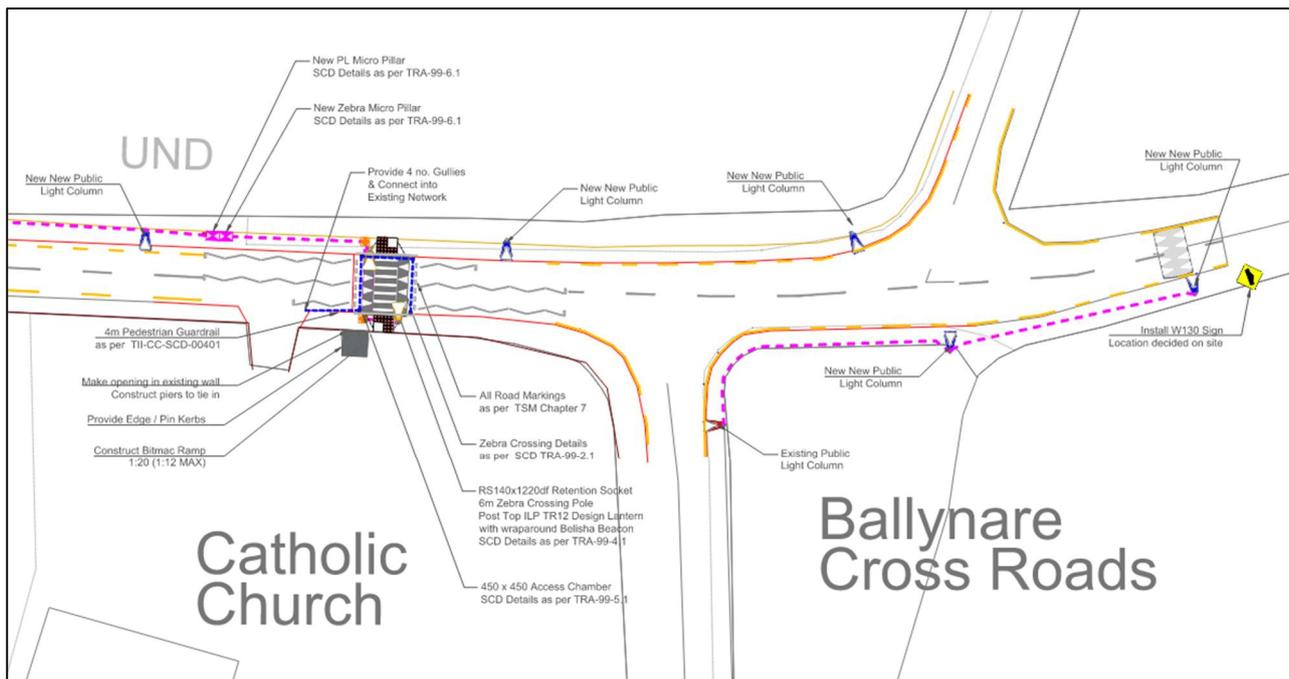 New PL Micro Pillar
SCD Details as per TRA-99-6.1
New Zebra Micro Pillar
SCD Details as per TRA-99-6.1
UND
New New Public
Light Column
Provide 4 no. Gullies
& Connect into
Existing Network
New New Public
Light Column
New New Public
Light Column
New New Public
Light Column
Install W130 Sign
Location decided on site
4m Pedestrian Guardrail
as per TII-CC-SCD-00401
Make opening in existing wall
Construct piers to tie in
Provide Edge / Pin Kerbs
Construct Bitmac Ramp
1:20 (1:12 MAX)
New New Public
Light Column
All Road Markings
as per TSM Chapter 7
Zebra Crossing Details
as per SCD TRA-99-2.1
RS140x1220df Retention Socket
6m Zebra Crossing Pole
Post Top ILP TR12 Design Lantern
with wraparound Belisha Beacon
SCD Details as per TRA-99-4.1
450 x 450 Access Chamber
SCD Details as per TRA-99-5.1
Existing Public
Light Column
Catholic
Church
Ballynare
Cross Roads